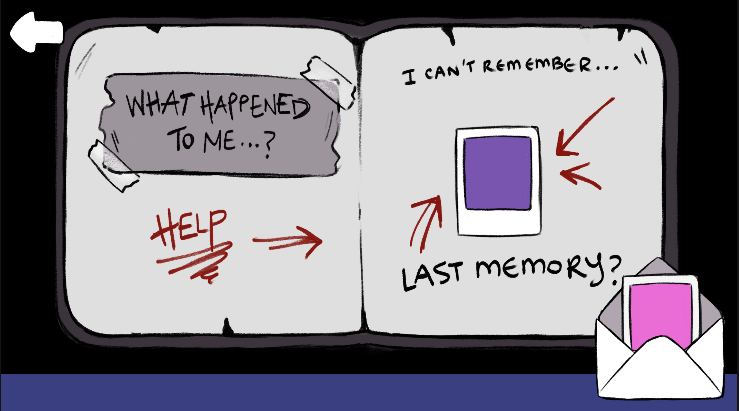 WHAT HAPPENED
TO ME...?
HELP
I CAN'T REMEMBER...
LAST MEMORY?